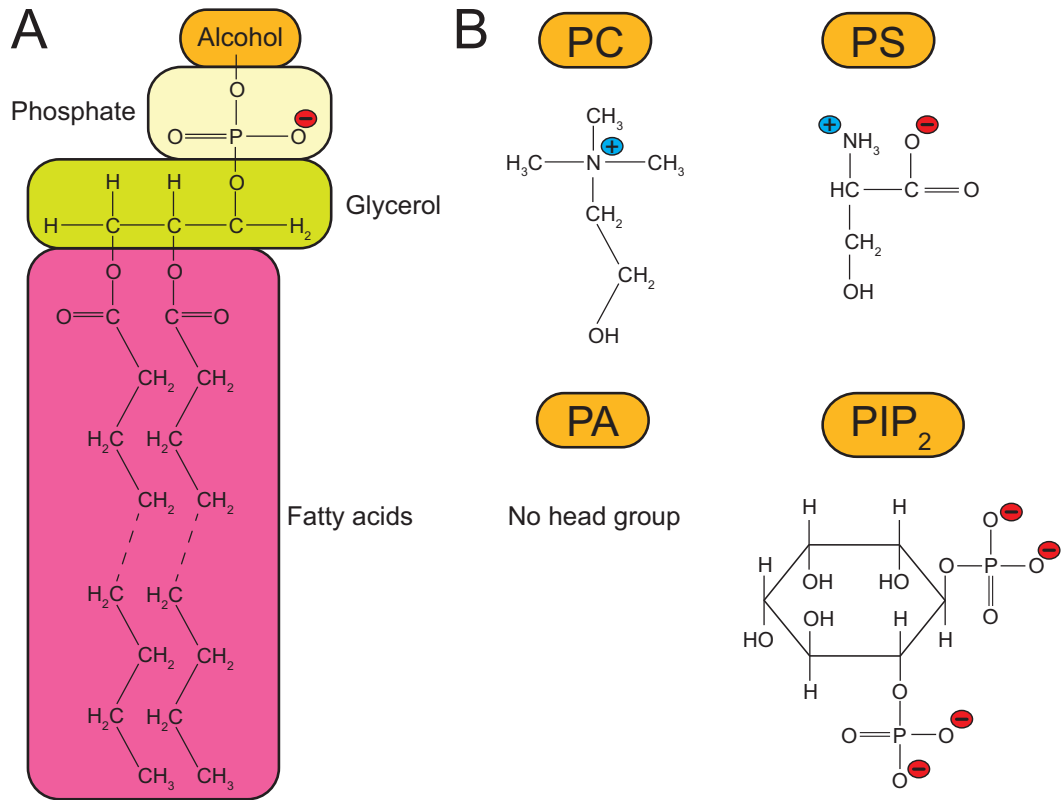 A
Alcohol
O
Phosphate
−
O P O
O
H H
Glycerol
H C C C H₂
O O
O C C O
CH₂ CH₂
H₂C H₂C
CH₂ CH₂
Fatty acids
H₂C H₂C
CH₂ CH₂
H₂C H₂C
CH₃ CH₃
B
PC
CH₃
+
H₃C N CH₃
CH₂
CH₂
OH
PS
+ −
NH₃ O
HC C O
CH₂
OH
PA
No head group
PIP₂
H H O −
−
H O P O
OH HO
O
OH H
HO H
H
O
−
O P O
−
O